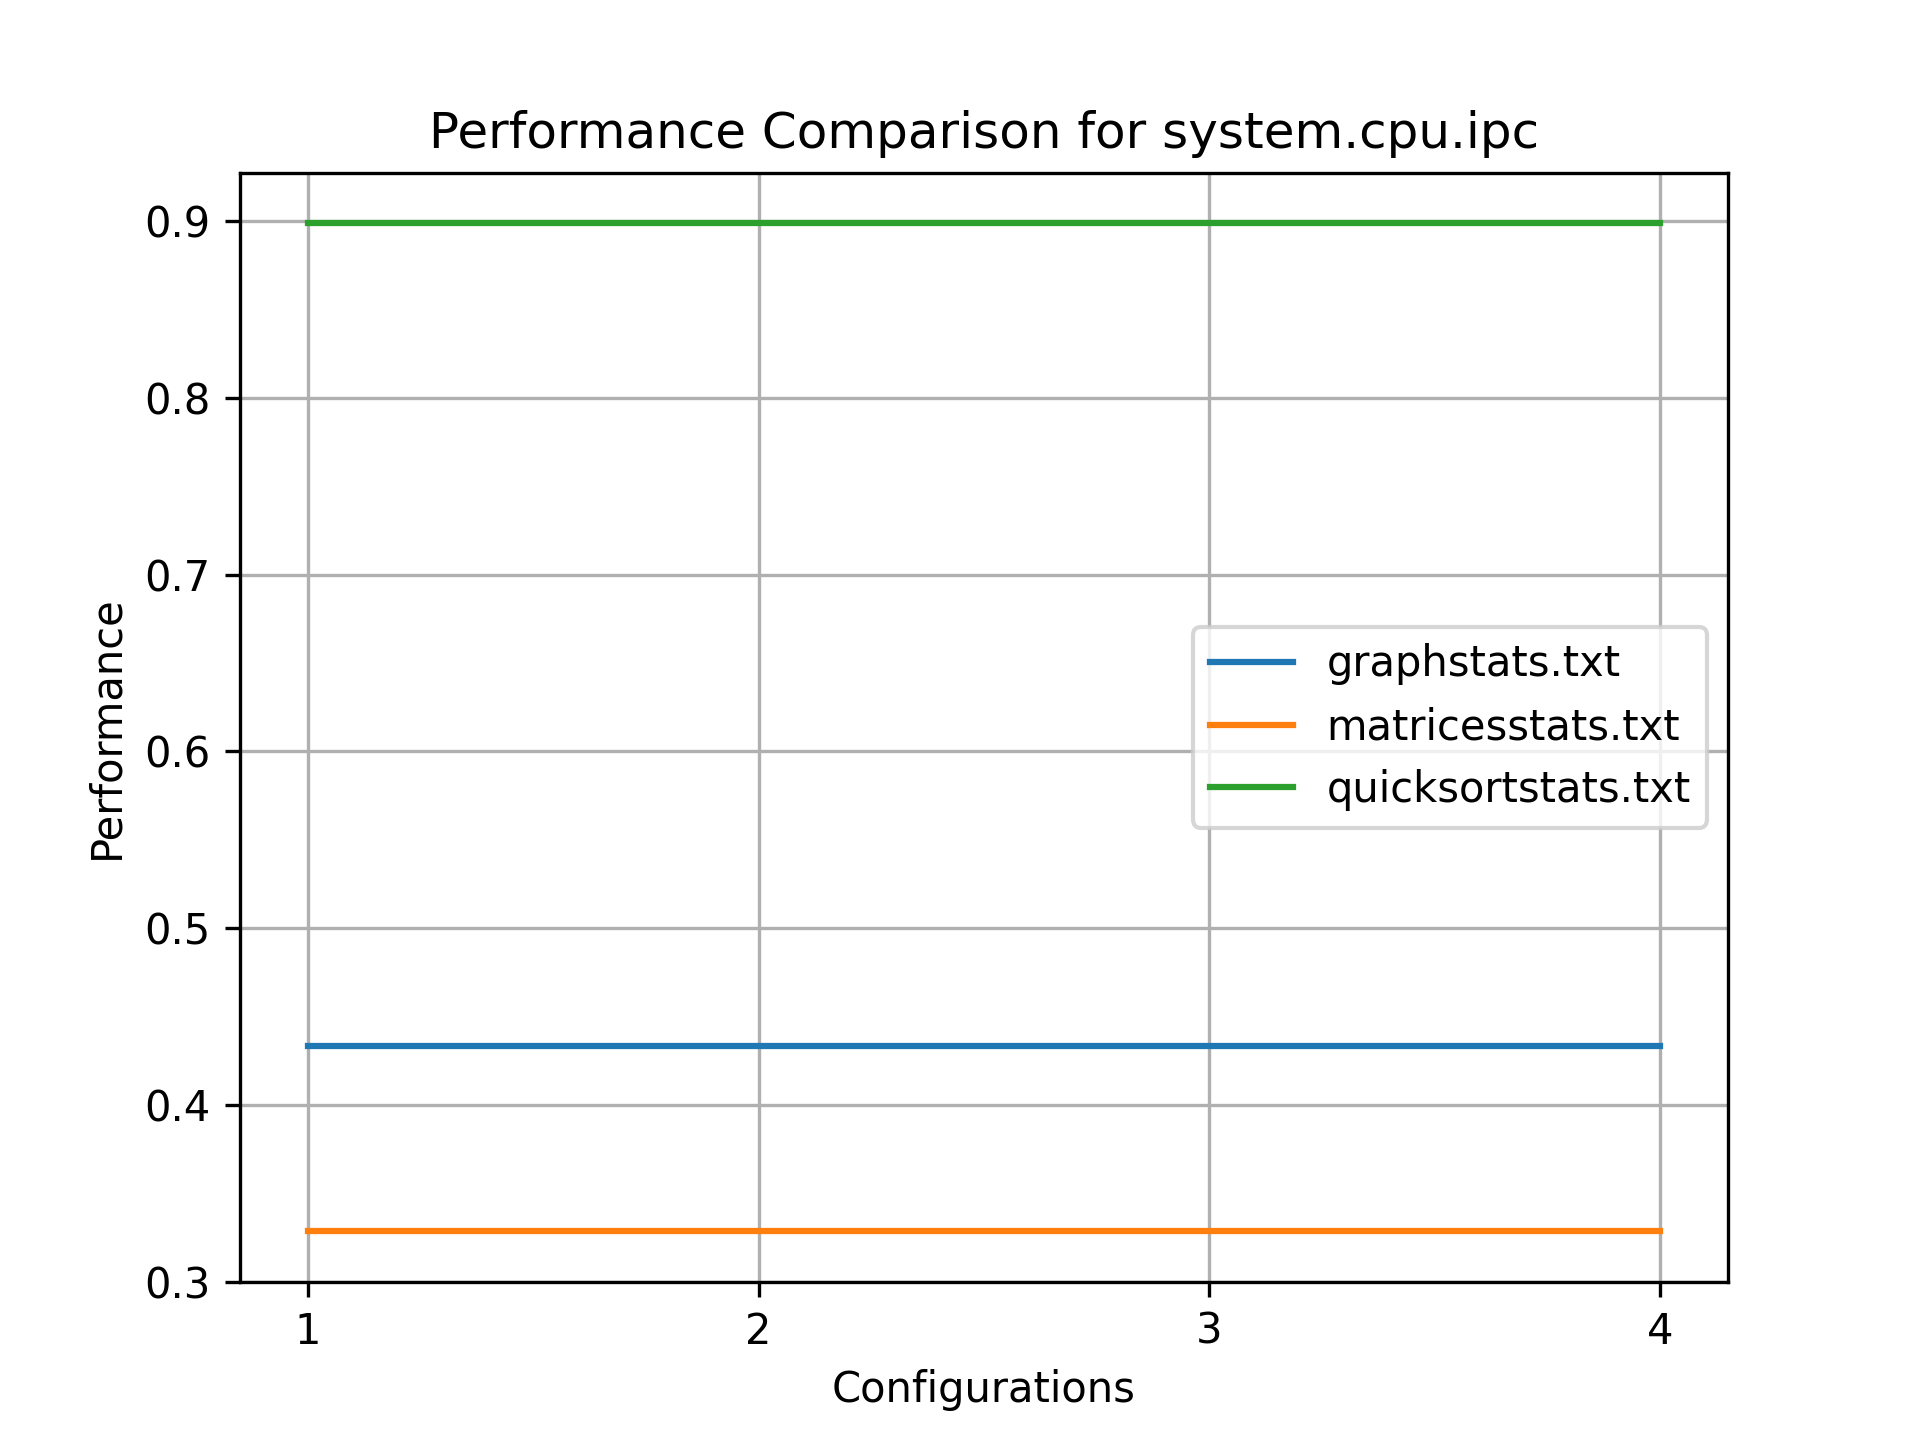 Performance Comparison for system.cpu.ipc
Performance
0.9
0.8
0.7
0.6
0.5
0.4
0.3
graphstats.txt
matricesstats.txt
quicksortstats.txt
1 2 3 4
Configurations